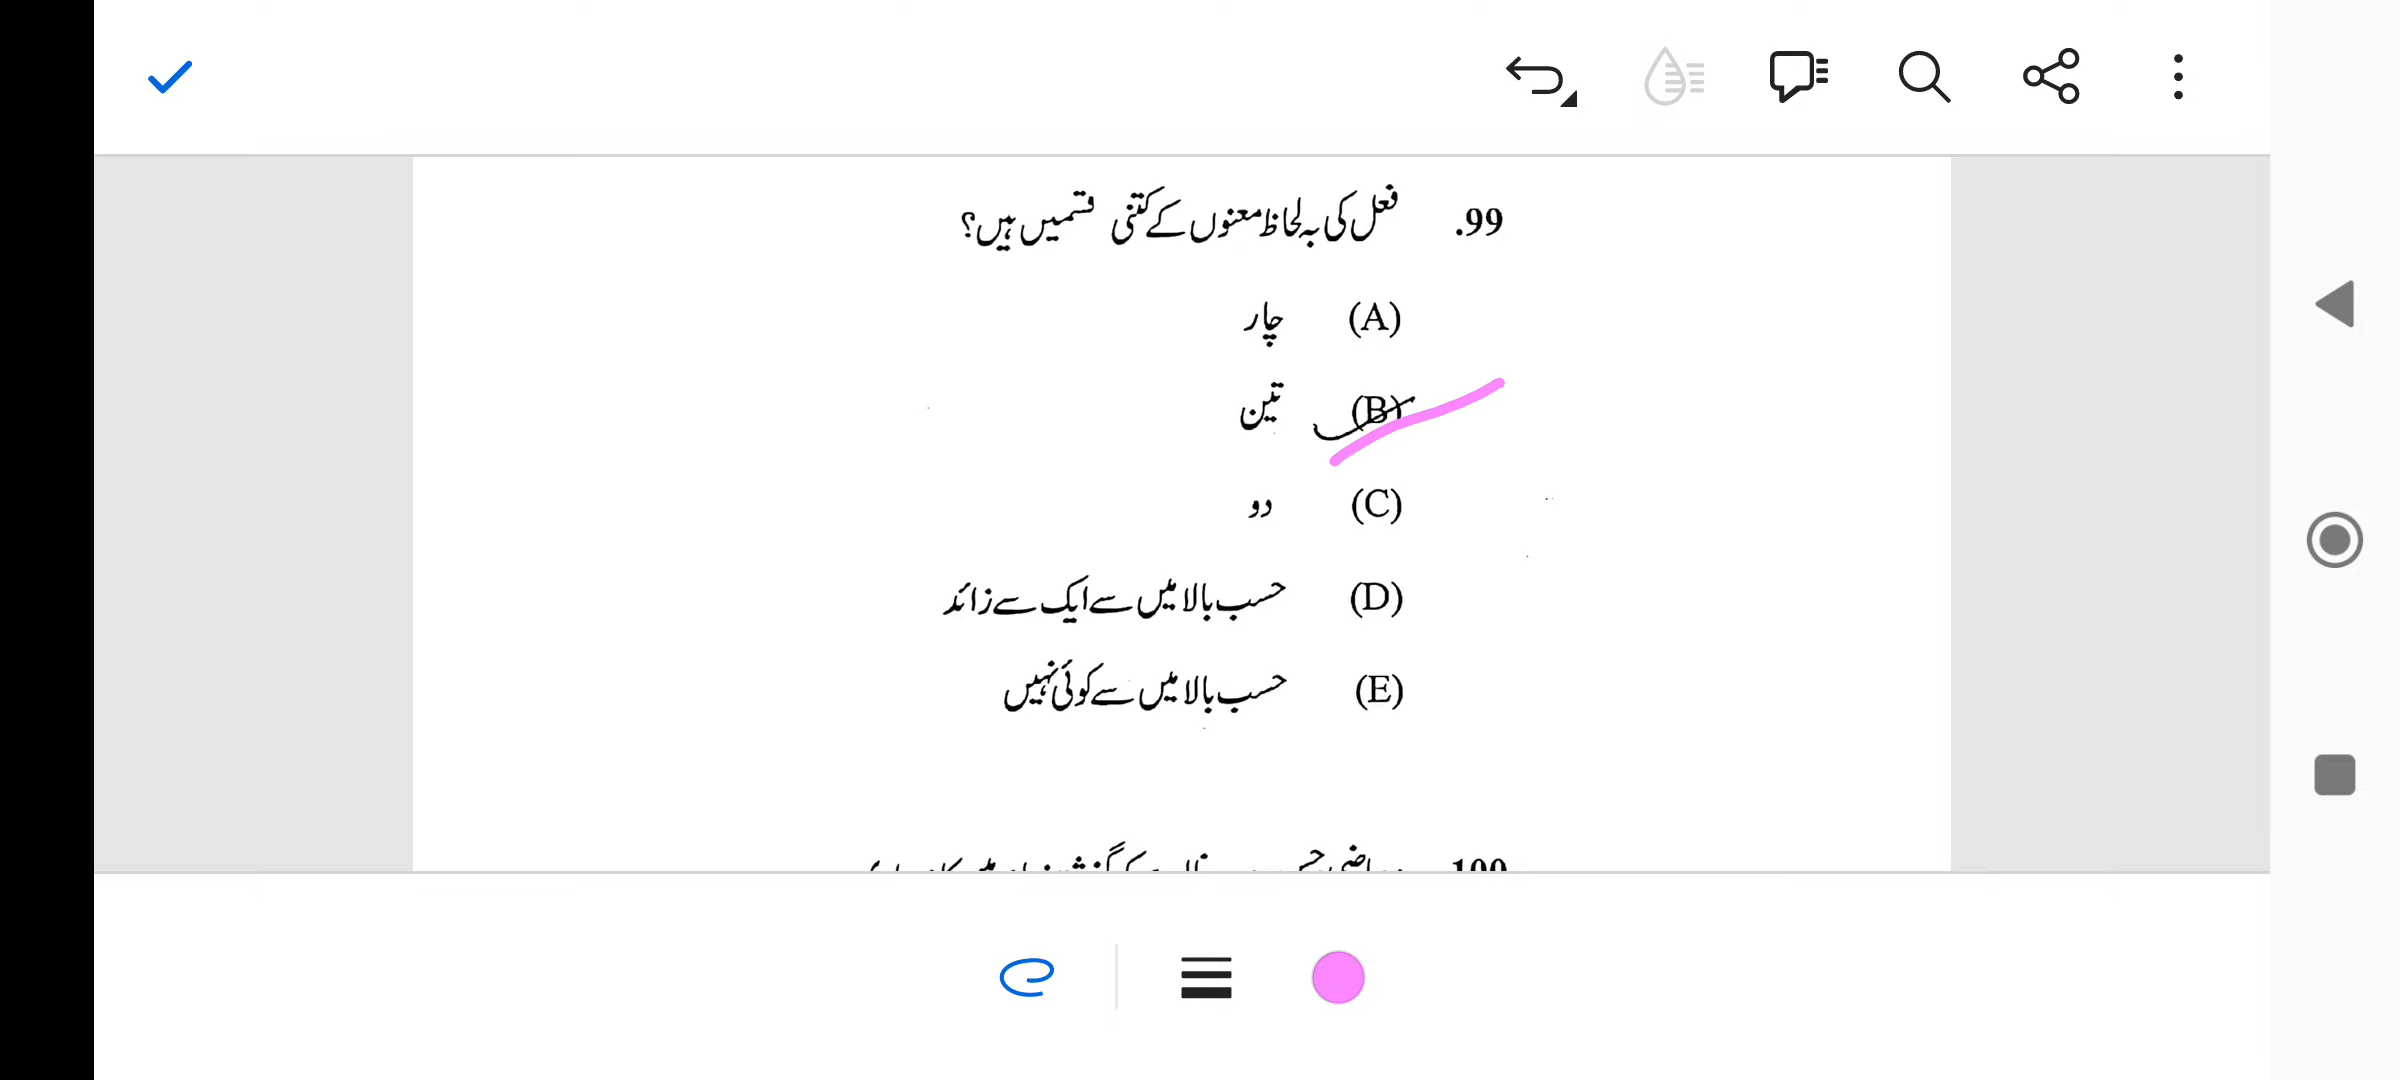 99. فعل کی بہ لحاظ معنوں کے کتنی قسمیں ہیں؟
(A) چار
(B) تین
(C) دو
(D) حسب بالا میں سے ایک سے زائد
(E) حسب بالا میں سے کوئی نہیں
100.